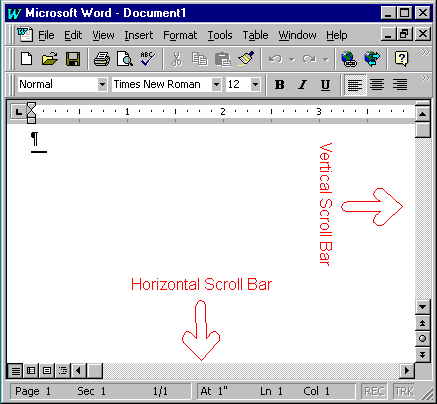 Microsoft Word - Document1
File Edit View Insert Format Tools Table Window Help
ABC
Normal Times New Roman 12 B I U
L 1 2 3
¶
Vertical Scroll Bar
Horizontal Scroll Bar
Page 1 Sec 1 1/1 At 1" Ln 1 Col 1 REC TRK